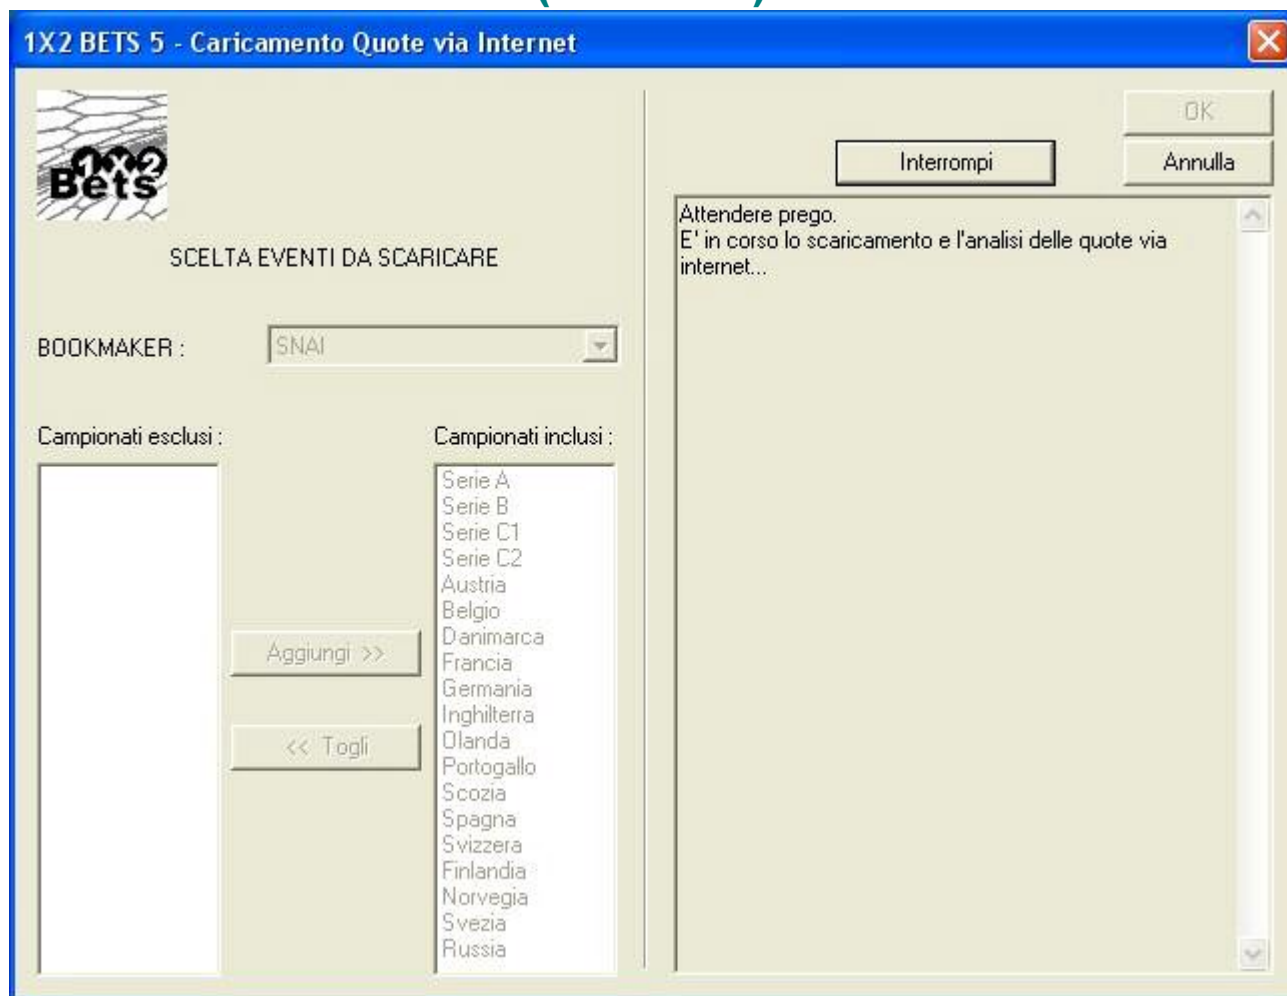 1X2 BETS 5 - Caricamento Quote via Internet
1X2
Bets
SCELTA EVENTI DA SCARICARE
BOOKMAKER :
SNAI
Campionati esclusi :
Campionati inclusi :
Serie A
Serie B
Serie C1
Serie C2
Austria
Belgio
Danimarca
Francia
Germania
Inghilterra
Olanda
Portogallo
Scozia
Spagna
Svizzera
Finlandia
Norvegia
Svezia
Russia
Aggiungi >>
<< Togli
OK
Interrompi
Annulla
Attendere prego.
E' in corso lo scaricamento e l'analisi delle quote via
internet...